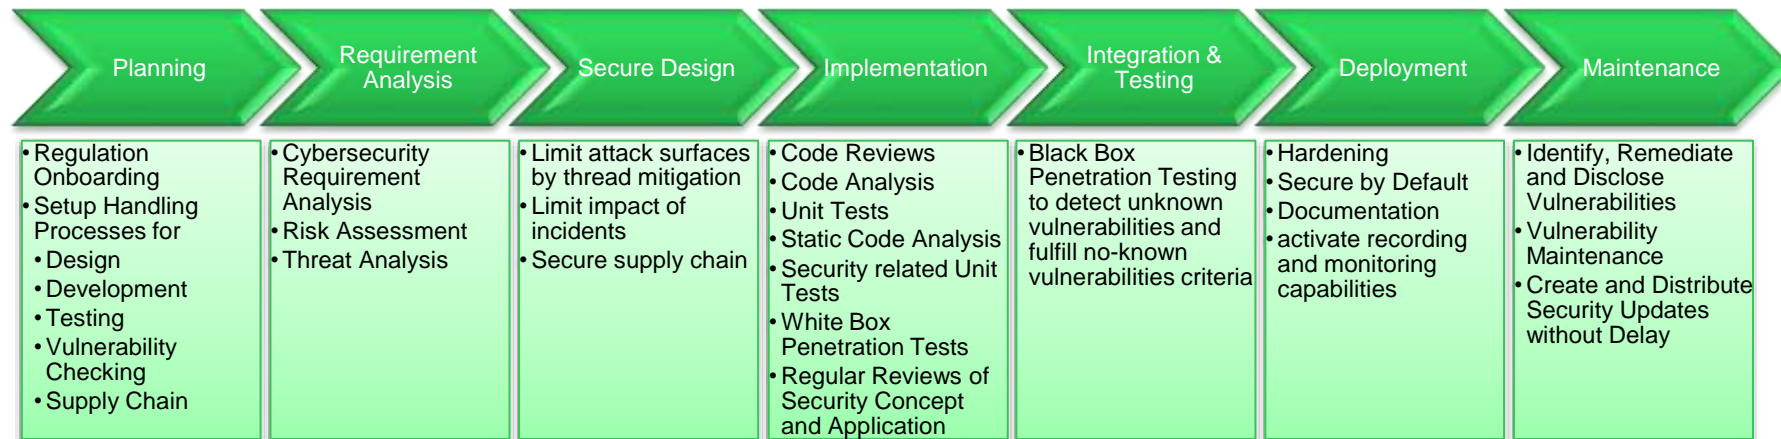 Planning
Requirement
Analysis
Secure Design
Implementation
Integration &
Testing
Deployment
Maintenance
• Regulation
Onboarding
• Setup Handling
Processes for
• Design
• Development
• Testing
• Vulnerability
Checking
• Supply Chain
• Cybersecurity
Requirement
Analysis
• Risk Assessment
• Threat Analysis
• Limit attack surfaces
by thread mitigation
• Limit impact of
incidents
• Secure supply chain
• Code Reviews
• Code Analysis
• Unit Tests
• Static Code Analysis
• Security related Unit
Tests
• White Box
Penetration Tests
• Regular Reviews of
Security Concept
and Application
• Black Box
Penetration Testing
to detect unknown
vulnerabilities and
fulfill no-known
vulnerabilities criteria
• Hardening
• Secure by Default
• Documentation
• activate recording
and monitoring
capabilities
• Identify, Remediate
and Disclose
Vulnerabilities
• Vulnerability
Maintenance
• Create and Distribute
Security Updates
without Delay